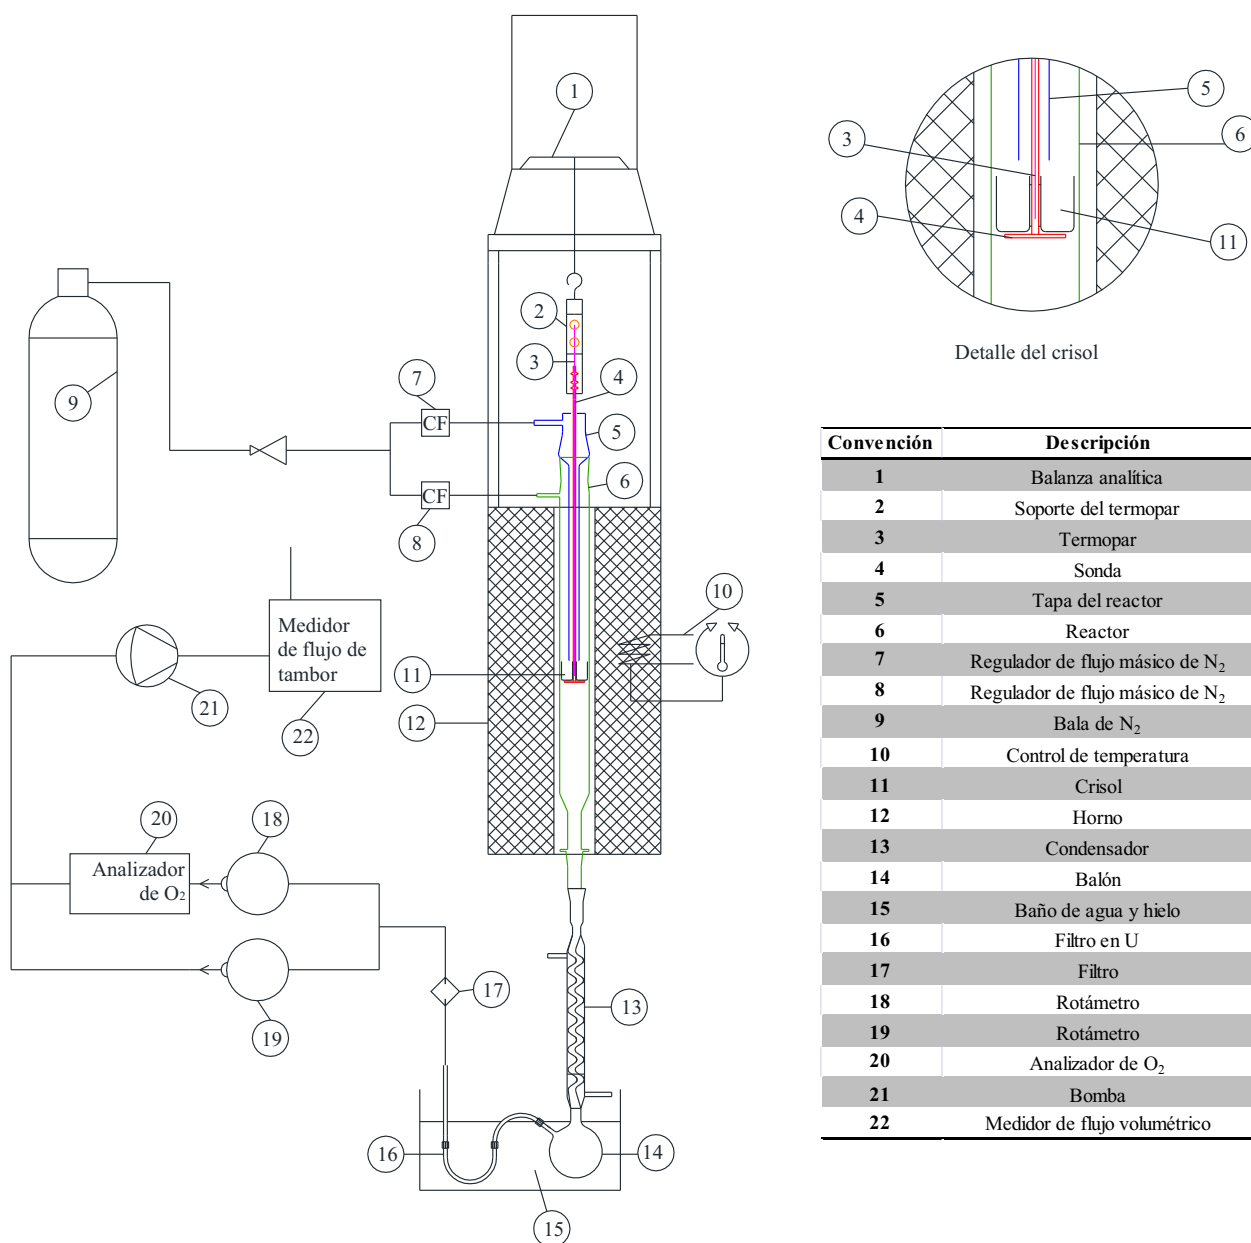 1
2
3
4
5
6
7
CF
CF
8
9
10
11
12
Medidor
de flujo de
tambor
21
22
20
18
Analizador
de O₂
19
17
13
16
14
15
3
4
5
6
11
Detalle del crisol
Convención Descripción
1 Balanza analítica
2 Soporte del termopar
3 Termopar
4 Sonda
5 Tapa del reactor
6 Reactor
7 Regulador de flujo másico de N₂
8 Regulador de flujo másico de N₂
9 Bala de N₂
10 Control de temperatura
11 Crisol
12 Horno
13 Condensador
14 Balón
15 Baño de agua y hielo
16 Filtro en U
17 Filtro
18 Rotámetro
19 Rotámetro
20 Analizador de O₂
21 Bomba
22 Medidor de flujo volumétrico